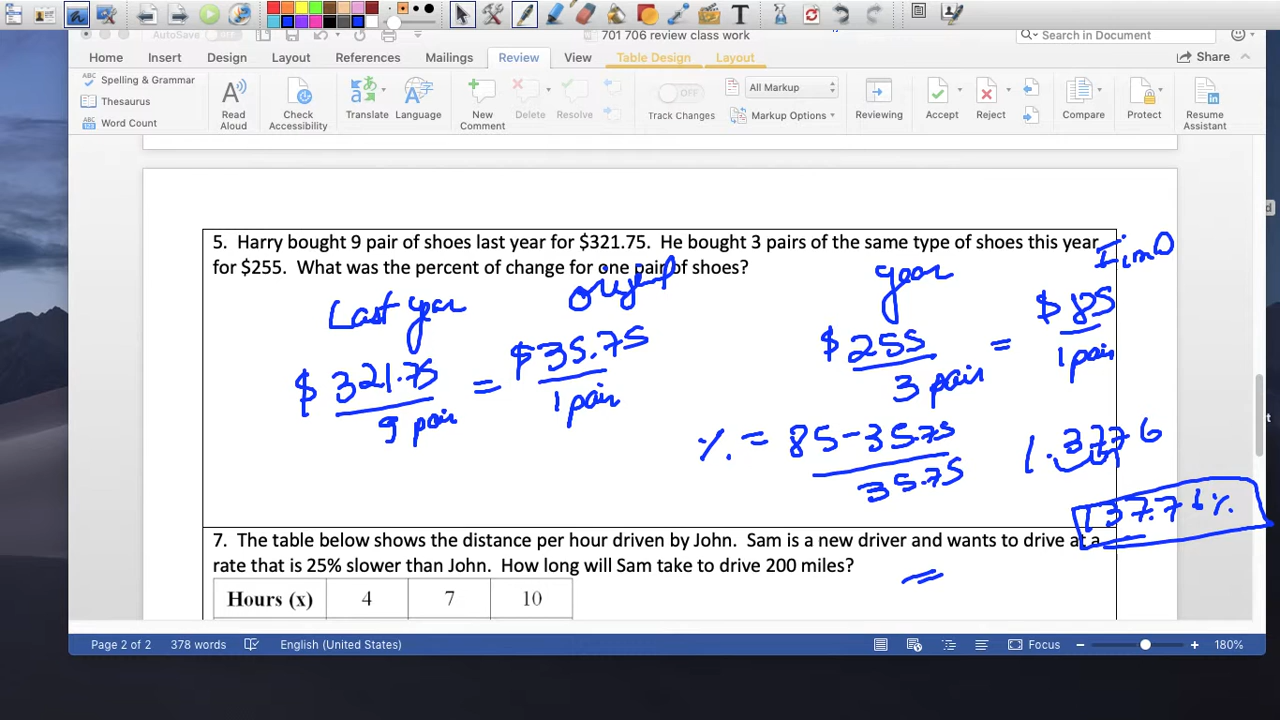 AutoSave
OFF
701 706 review class work
Search in Document
Home Insert Design Layout References Mailings Review View Table Design Layout
Share
ABC Spelling & Grammar
Thesaurus
ABC 123 Word Count
Read Aloud
Check Accessibility
Translate
Language
New Comment
Delete
Resolve
OFF
Track Changes
All Markup
Markup Options
Reviewing
Accept
Reject
Compare
Protect
Resume Assistant
5. Harry bought 9 pair of shoes last year for $321.75. He bought 3 pairs of the same type of shoes this year
for $255. What was the percent of change for one pair of shoes?
Last year
year
$ 321.75 / 9 pair = $35.75 / 1 pair
$ 255 / 3 pair = $ 85 / 1 pair
% = 85-35.75 / 35.75
1.3776
137.76%
7. The table below shows the distance per hour driven by John. Sam is a new driver and wants to drive at a
rate that is 25% slower than John. How long will Sam take to drive 200 miles?
Hours (x) 4 7 10
Page 2 of 2 378 words English (United States) Focus 180%